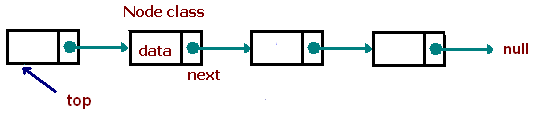 Node class
data
null
next
top